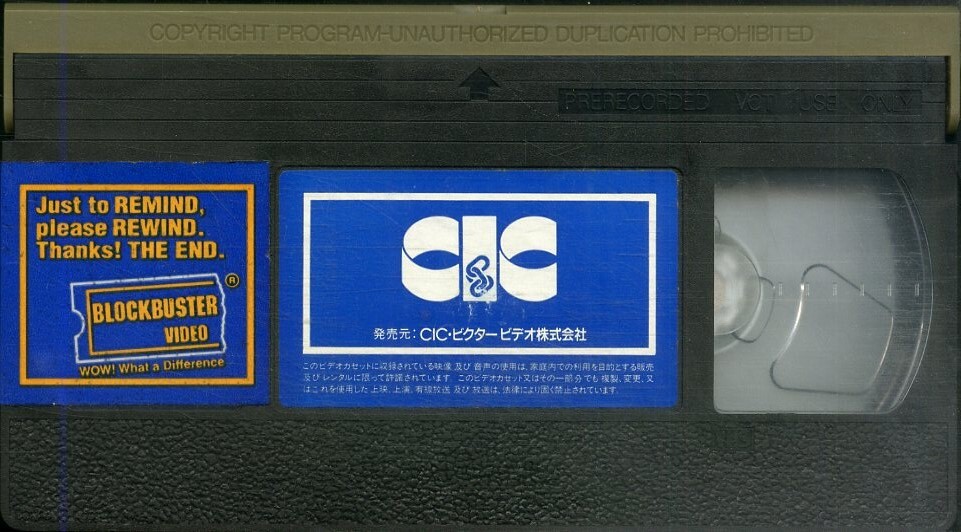 COPYRIGHT PROGRAM-UNAUTHORIZED DUPLICATION PROHIBITED
PRERECORDED VCT USE ONLY
Just to REMIND,
please REWIND.
Thanks! THE END.
BLOCKBUSTER®
VIDEO
WOW! What a Difference
CIC
発売元：CIC・ビクター ビデオ株式会社
このビデオカセットに収録されている映像 及び 音声の使用は、家庭内での利用を目的とする販売
及び レンタルに限って許諾されています。このビデオカセット又はその一部分でも 複製、変更、又
はこれを使用した 上映、上演、有線放送 及び 放送は、法律により固く禁止されています。